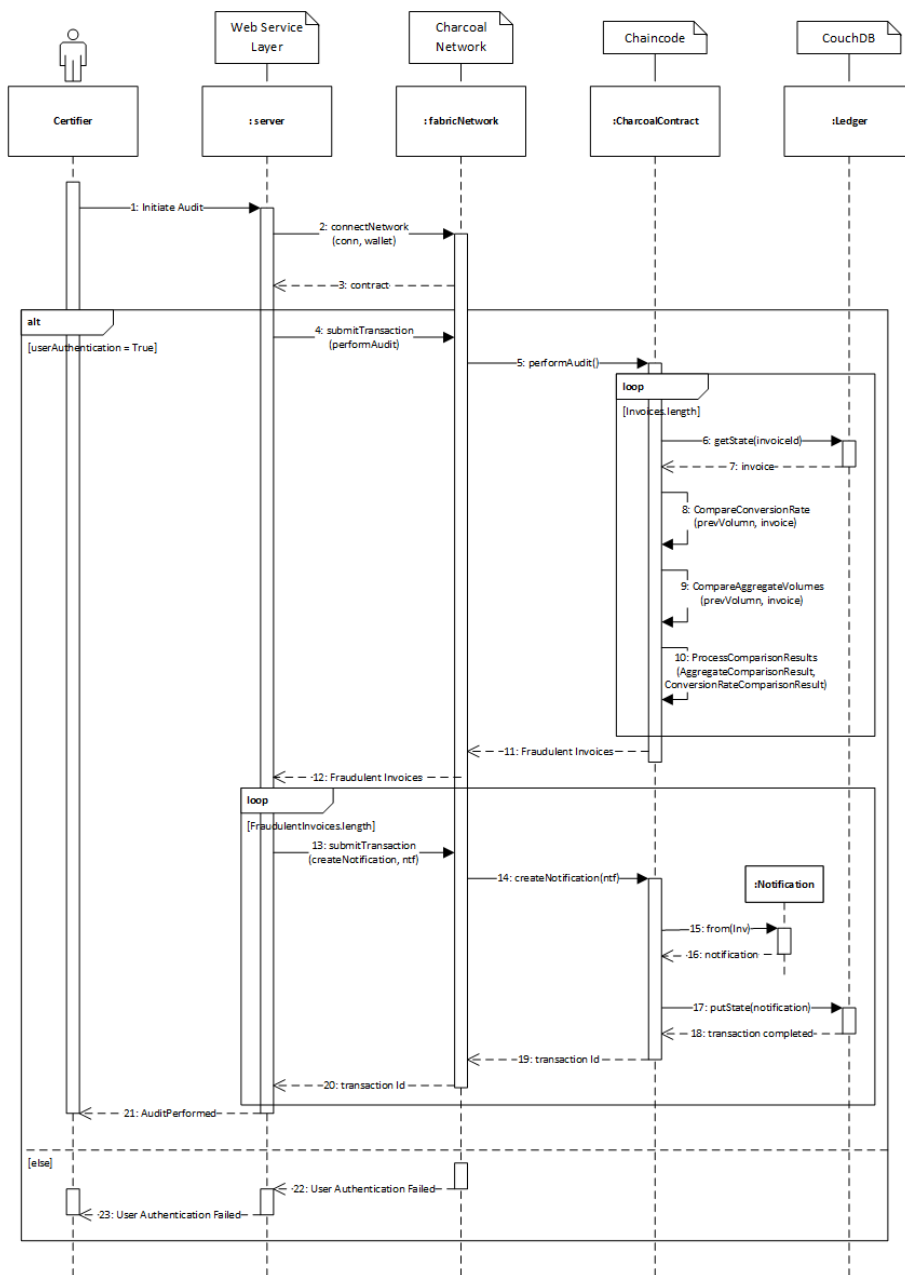 Web Service
Layer
Charcoal
Network
Chaincode
CouchDB
Certifier
: server
: fabricNetwork
:CharcoalContract
:Ledger
1: Initiate Audit
2: connectNetwork
(conn, wallet)
3: contract
alt
[userAuthentication = True]
4: submitTransaction
(performAudit)
5: performAudit()
loop
[Invoices.length]
6: getState(invoiceId)
7: invoice
8: CompareConversionRate
(prevVolumn, invoice)
9: CompareAggregateVolumes
(prevVolumn, invoice)
10: ProcessComparisonResults
(AggregateComparisonResult,
ConversionRateComparisonResult)
11: Fraudulent Invoices
12: Fraudulent Invoices
loop
[FraudulentInvoices.length]
13: submitTransaction
(createNotification, ntf)
14: createNotification(ntf)
:Notification
15: from(Inv)
16: notification
17: putState(notification)
18: transaction completed
19: transaction Id
20: transaction Id
21: AuditPerformed
[else]
22: User Authentication Failed
23: User Authentication Failed